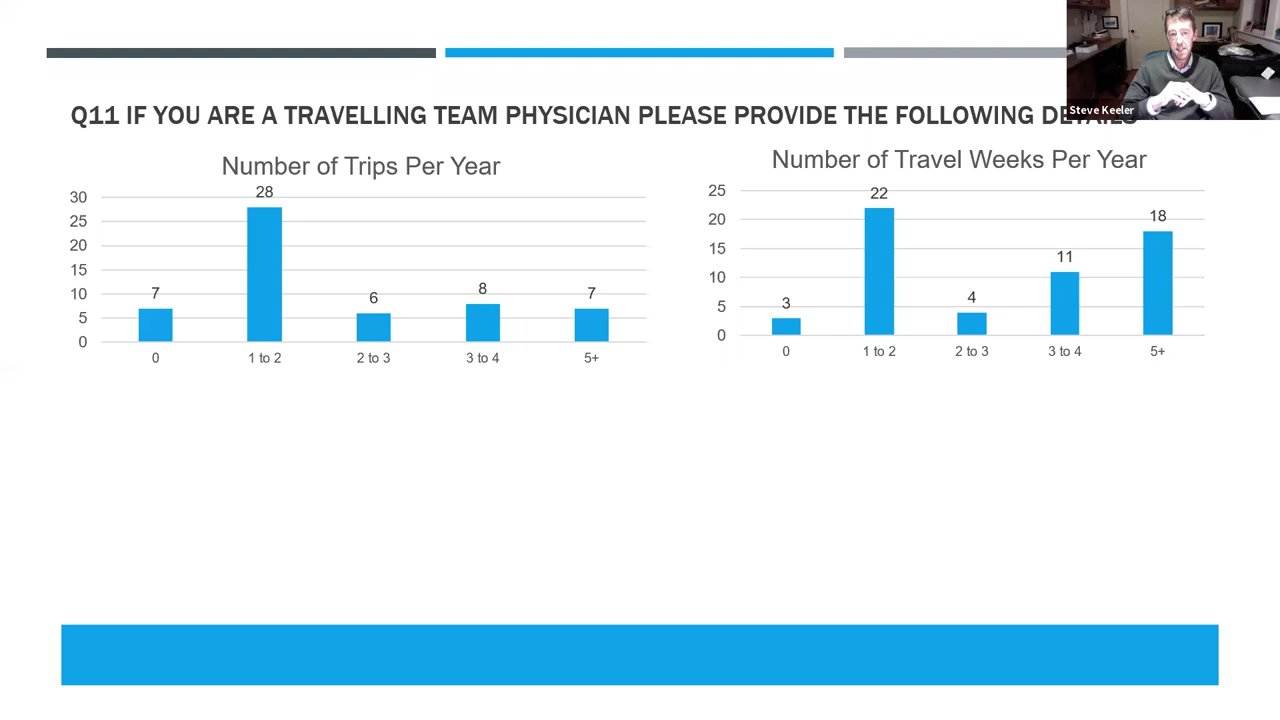 Steve Keeler
Q11 IF YOU ARE A TRAVELLING TEAM PHYSICIAN PLEASE PROVIDE THE FOLLOWING DETAILS
Number of Trips Per Year
30
25
20
15
10
5
0
7
28
6
8
7
0
1 to 2
2 to 3
3 to 4
5+
Number of Travel Weeks Per Year
25
20
15
10
5
0
3
22
4
11
18
0
1 to 2
2 to 3
3 to 4
5+